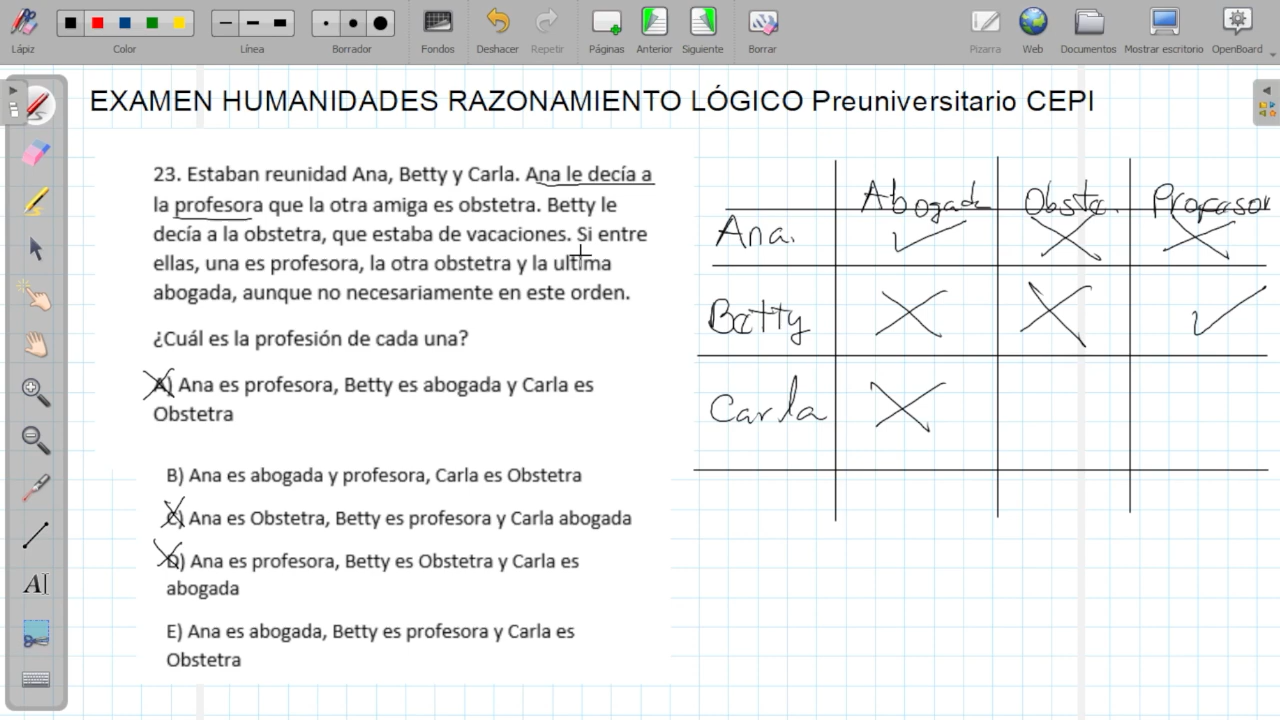 Lápiz Color Línea Borrador Fondos Deshacer Repetir Páginas Anterior Siguiente Borrar Pizarra Web Documentos Mostrar escritorio OpenBoard
EXAMEN HUMANIDADES RAZONAMIENTO LÓGICO Preuniversitario CEPI
23. Estaban reunidad Ana, Betty y Carla. Ana le decía a
la profesora que la otra amiga es obstetra. Betty le
decía a la obstetra, que estaba de vacaciones. Si entre
ellas, una es profesora, la otra obstetra y la ultima
abogada, aunque no necesariamente en este orden.
¿Cuál es la profesión de cada una?
A) Ana es profesora, Betty es abogada y Carla es
Obstetra
B) Ana es abogada y profesora, Carla es Obstetra
C) Ana es Obstetra, Betty es profesora y Carla abogada
D) Ana es profesora, Betty es Obstetra y Carla es
abogada
E) Ana es abogada, Betty es profesora y Carla es
Obstetra
Abogada Obste. Profesor
Ana.
Betty
Carla
AI